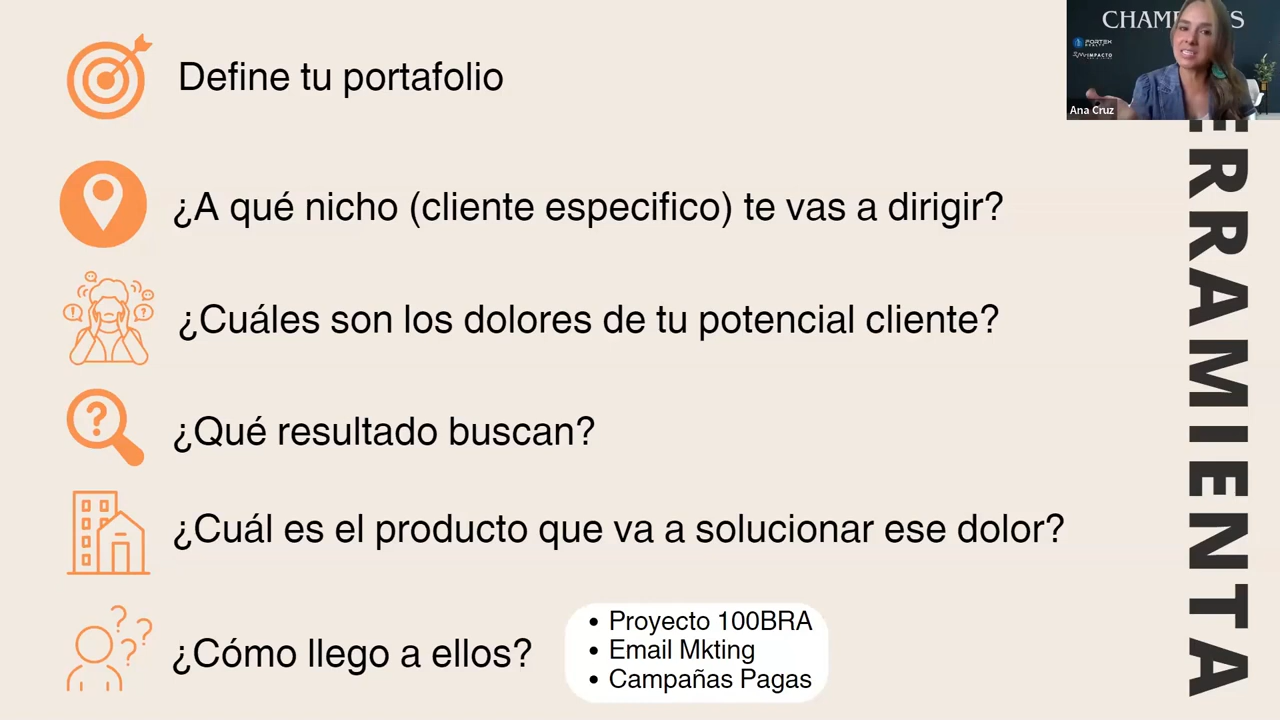 Define tu portafolio
¿A qué nicho (cliente especifico) te vas a dirigir?
¿Cuáles son los dolores de tu potencial cliente?
¿Qué resultado buscan?
¿Cuál es el producto que va a solucionar ese dolor?
¿Cómo llego a ellos?
• Proyecto 100BRA
• Email Mkting
• Campañas Pagas
Ana Cruz
IMPACTO
ERRAMIENTA